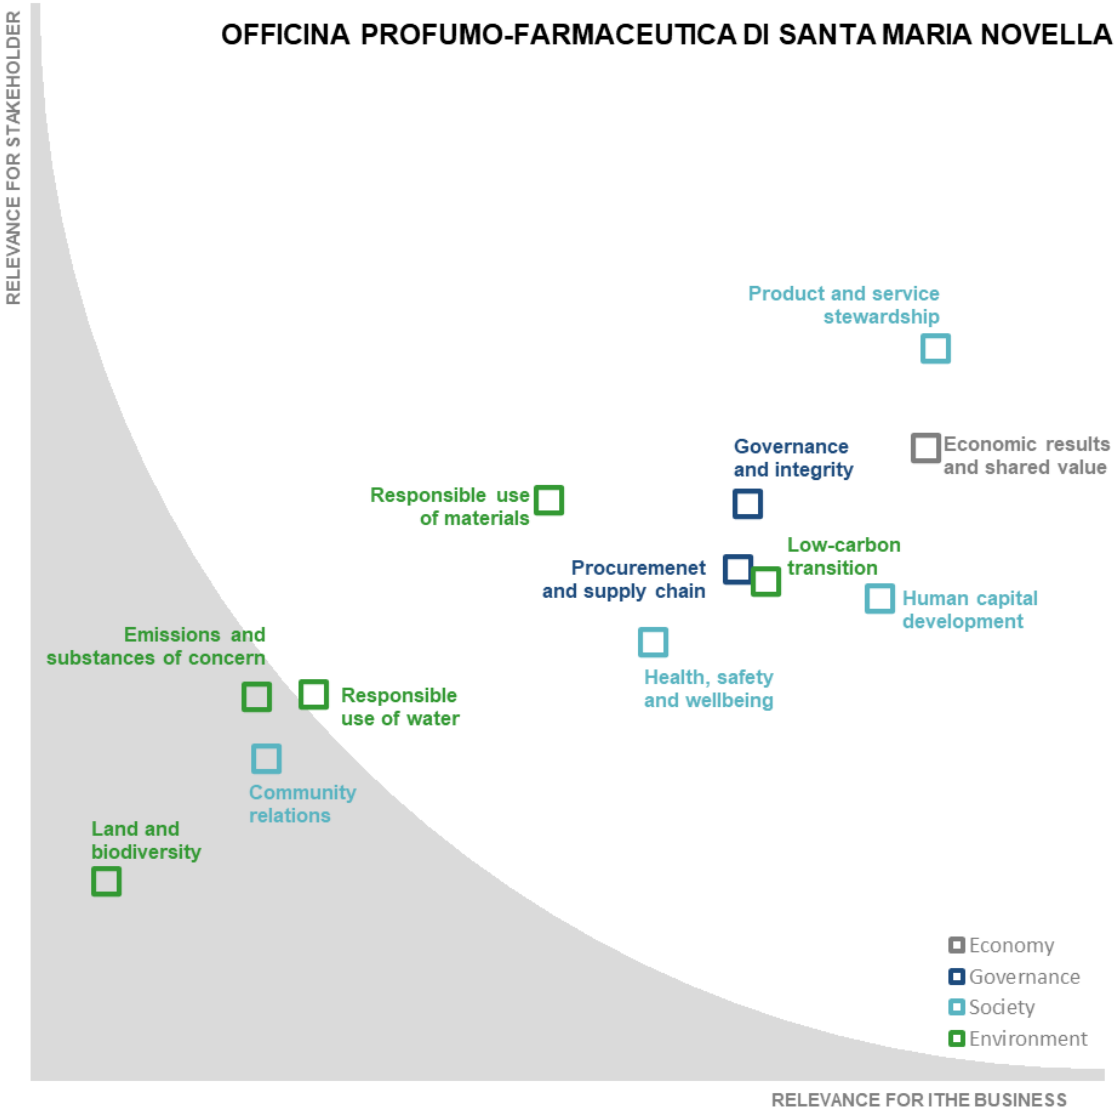 OFFICINA PROFUMO-FARMACEUTICA DI SANTA MARIA NOVELLA
RELEVANCE FOR STAKEHOLDER
Product and service
stewardship
Economic results
and shared value
Governance
and integrity
Responsible use
of materials
Low-carbon
transition
Procuremenet
and supply chain
Human capital
development
Emissions and
substances of concern
Health, safety
and wellbeing
Responsible
use of water
Community
relations
Land and
biodiversity
Economy
Governance
Society
Environment
RELEVANCE FOR ITHE BUSINESS